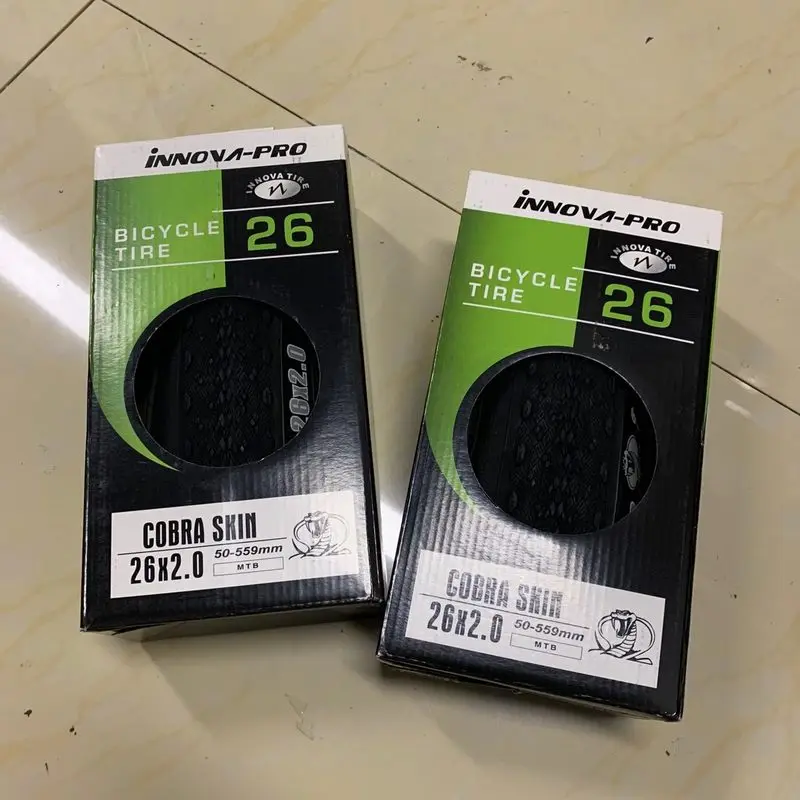 INNOVA-PRO
INNOVA TIRE
BICYCLE
TIRE
26
26x2.0
COBRA SKIN
26x2.0
50-559mm
MTB
INNOVA-PRO
INNOVA TIRE
BICYCLE
TIRE
26
COBRA SKIN
26x2.0
50-559mm
MTB